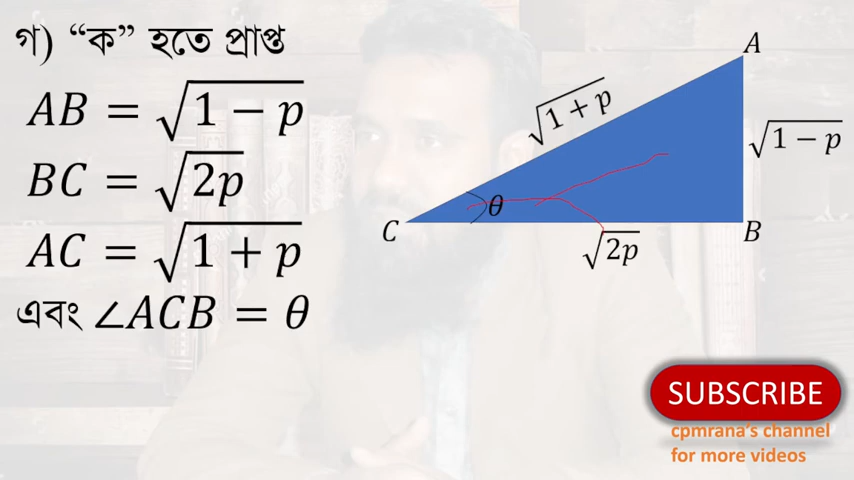 গ) “ক” হতে প্রাপ্ত
AB = √(1 − p)
BC = √(2p)
AC = √(1 + p)
এবং ∠ACB = θ
A
√(1 + p)
√(1 − p)
θ
C
B
√(2p)
SUBSCRIBE
cpmrana's channel
for more videos